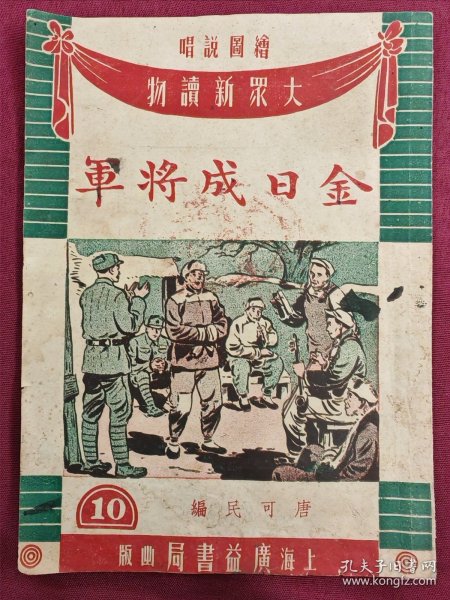 繪圖說唱
大眾新讀物
金日成將軍
10
唐可民編
上海廣益書局出版
孔夫子旧书网
www.kongfz.com